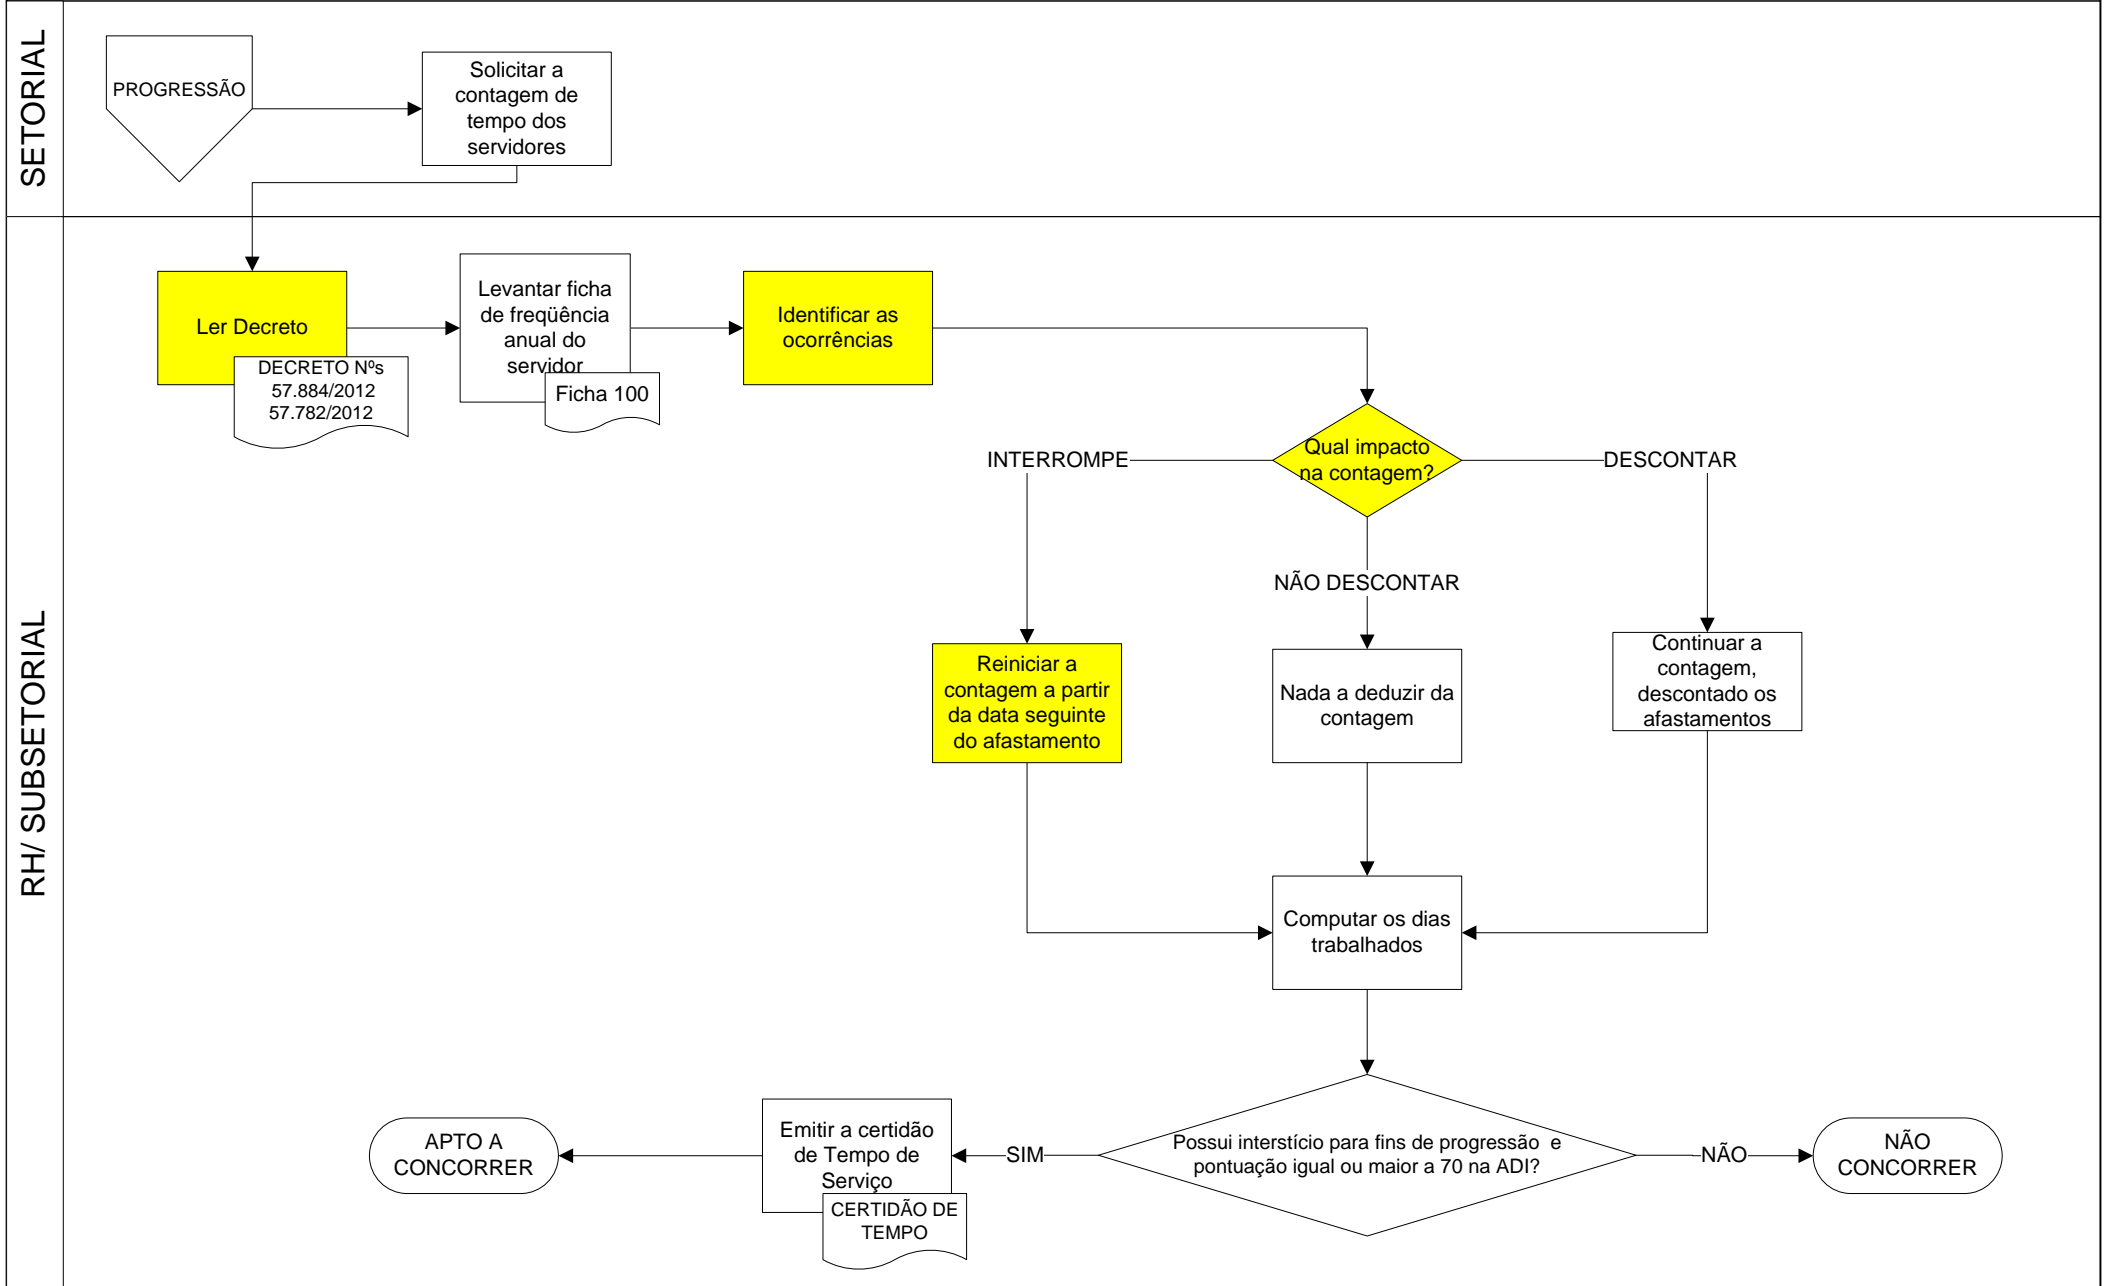 SETORIAL
PROGRESSÃO
Solicitar a
contagem de
tempo dos
servidores
RH/ SUBSETORIAL
Ler Decreto
DECRETO Nºs
57.884/2012
57.782/2012
Levantar ficha
de freqüência
anual do
servidor
Ficha 100
Identificar as
ocorrências
Qual impacto
na contagem?
INTERROMPE
DESCONTAR
NÃO DESCONTAR
Reiniciar a
contagem a partir
da data seguinte
do afastamento
Nada a deduzir da
contagem
Continuar a
contagem,
descontado os
afastamentos
Computar os dias
trabalhados
Possui interstício para fins de progressão e
pontuação igual ou maior a 70 na ADI?
SIM
NÃO
Emitir a certidão
de Tempo de
Serviço
CERTIDÃO DE
TEMPO
APTO A
CONCORRER
NÃO
CONCORRER